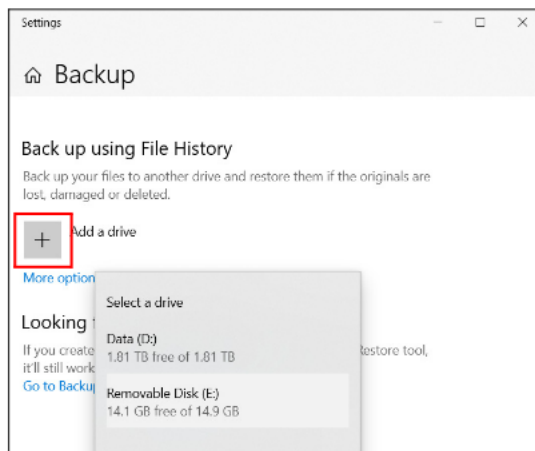 Settings
Backup
Back up using File History
Back up your files to another drive and restore them if the originals are
lost, damaged or deleted.
Add a drive
More option
Select a drive
Data (D:)
1.81 TB free of 1.81 TB
Removable Disk (E:)
14.1 GB free of 14.9 GB
Looking
If you create
Restore tool,
it'll still work
Go to Backu